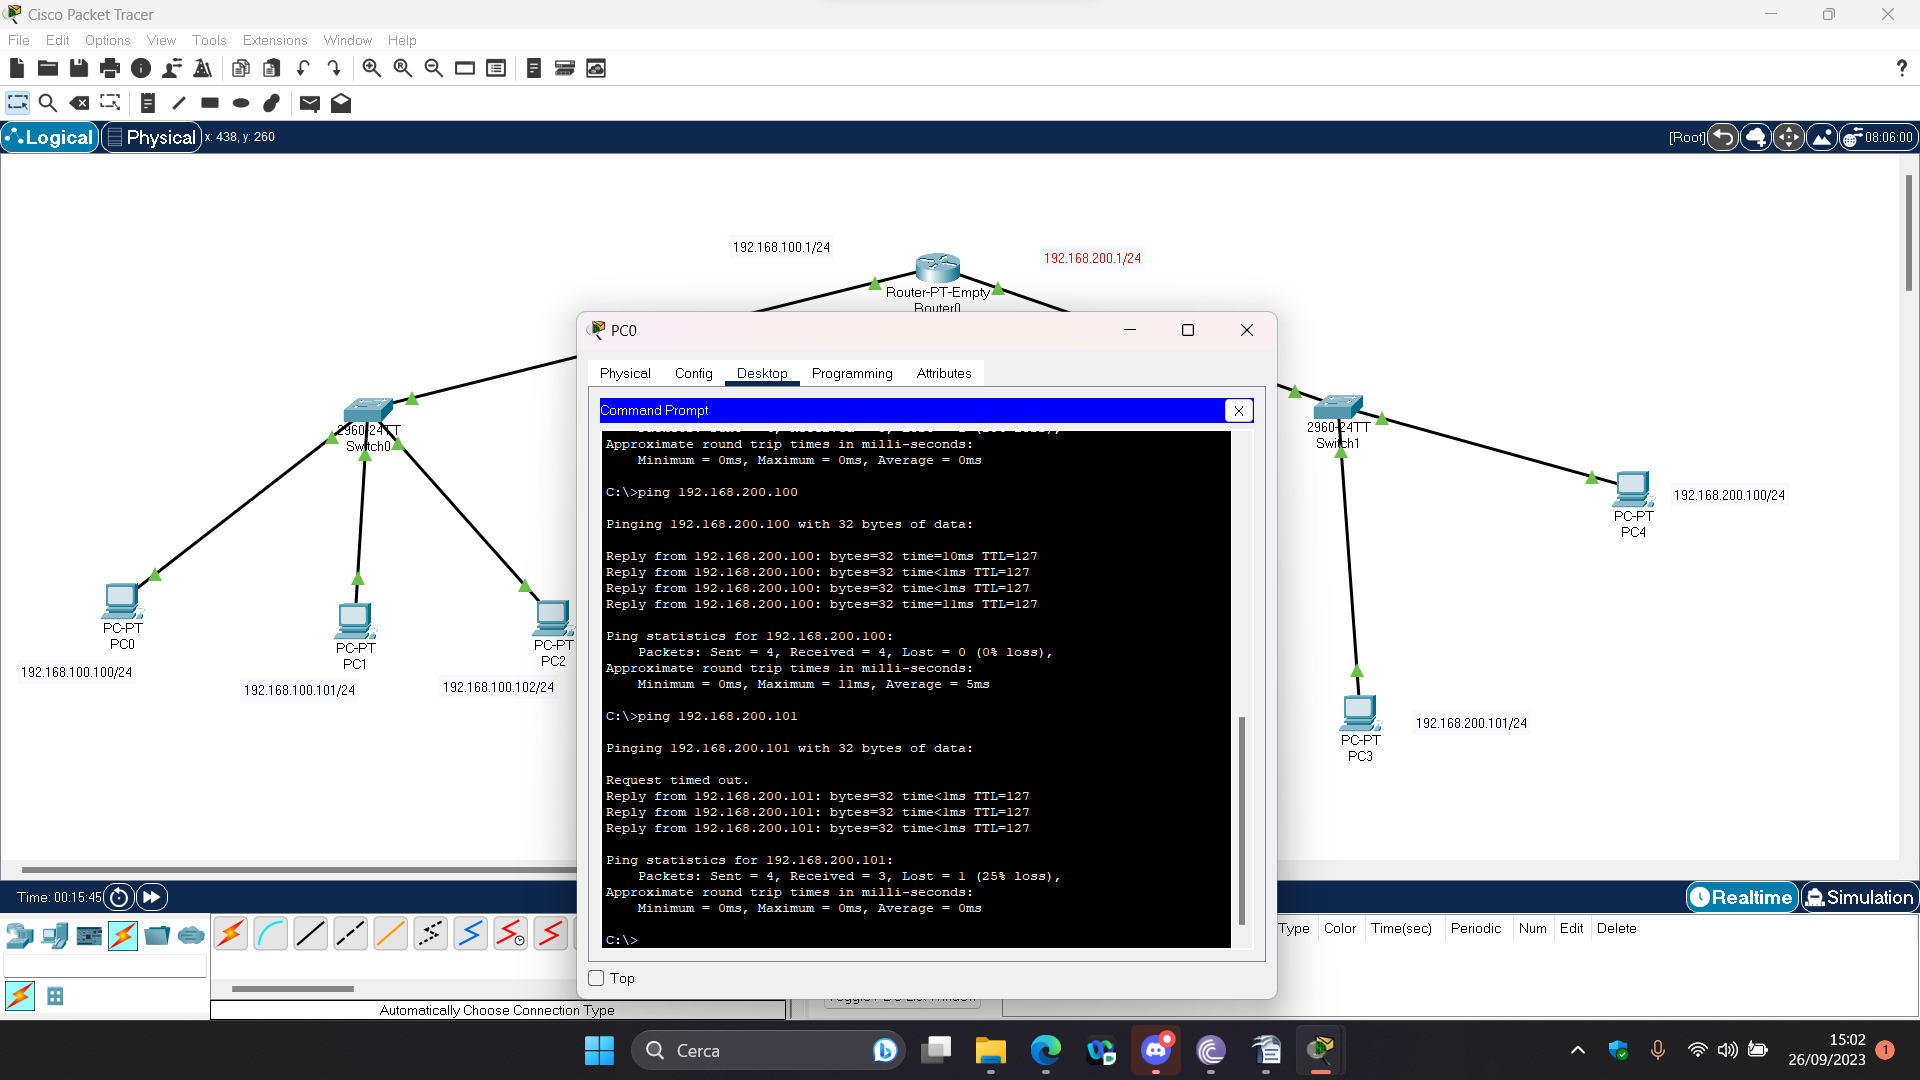 Cisco Packet Tracer
File Edit Options View Tools Extensions Window Help
?
Logical Physical x: 438, y: 260
[Root] 08:06:00
192.168.100.1/24
192.168.200.1/24
Router-PT-Empty
Router0
2960-24TT
Switch0
2960-24TT
Switch1
PC-PT
PC0
192.168.100.100/24
PC-PT
PC1
192.168.100.101/24
PC-PT
PC2
192.168.100.102/24
PC-PT
PC4
192.168.200.100/24
PC-PT
PC3
192.168.200.101/24
PC0
Physical Config Desktop Programming Attributes
Command Prompt X
Approximate round trip times in milli-seconds:
Minimum = 0ms, Maximum = 0ms, Average = 0ms
C:\>ping 192.168.200.100
Pinging 192.168.200.100 with 32 bytes of data:
Reply from 192.168.200.100: bytes=32 time=10ms TTL=127
Reply from 192.168.200.100: bytes=32 time<1ms TTL=127
Reply from 192.168.200.100: bytes=32 time<1ms TTL=127
Reply from 192.168.200.100: bytes=32 time=11ms TTL=127
Ping statistics for 192.168.200.100:
Packets: Sent = 4, Received = 4, Lost = 0 (0% loss),
Approximate round trip times in milli-seconds:
Minimum = 0ms, Maximum = 11ms, Average = 5ms
C:\>ping 192.168.200.101
Pinging 192.168.200.101 with 32 bytes of data:
Request timed out.
Reply from 192.168.200.101: bytes=32 time<1ms TTL=127
Reply from 192.168.200.101: bytes=32 time<1ms TTL=127
Reply from 192.168.200.101: bytes=32 time<1ms TTL=127
Ping statistics for 192.168.200.101:
Packets: Sent = 4, Received = 3, Lost = 1 (25% loss),
Approximate round trip times in milli-seconds:
Minimum = 0ms, Maximum = 0ms, Average = 0ms
C:\>
Top
Time: 00:15:45
Realtime Simulation
Type Color Time(sec) Periodic Num Edit Delete
Automatically Choose Connection Type
Cerca
15:02
26/09/2023
1